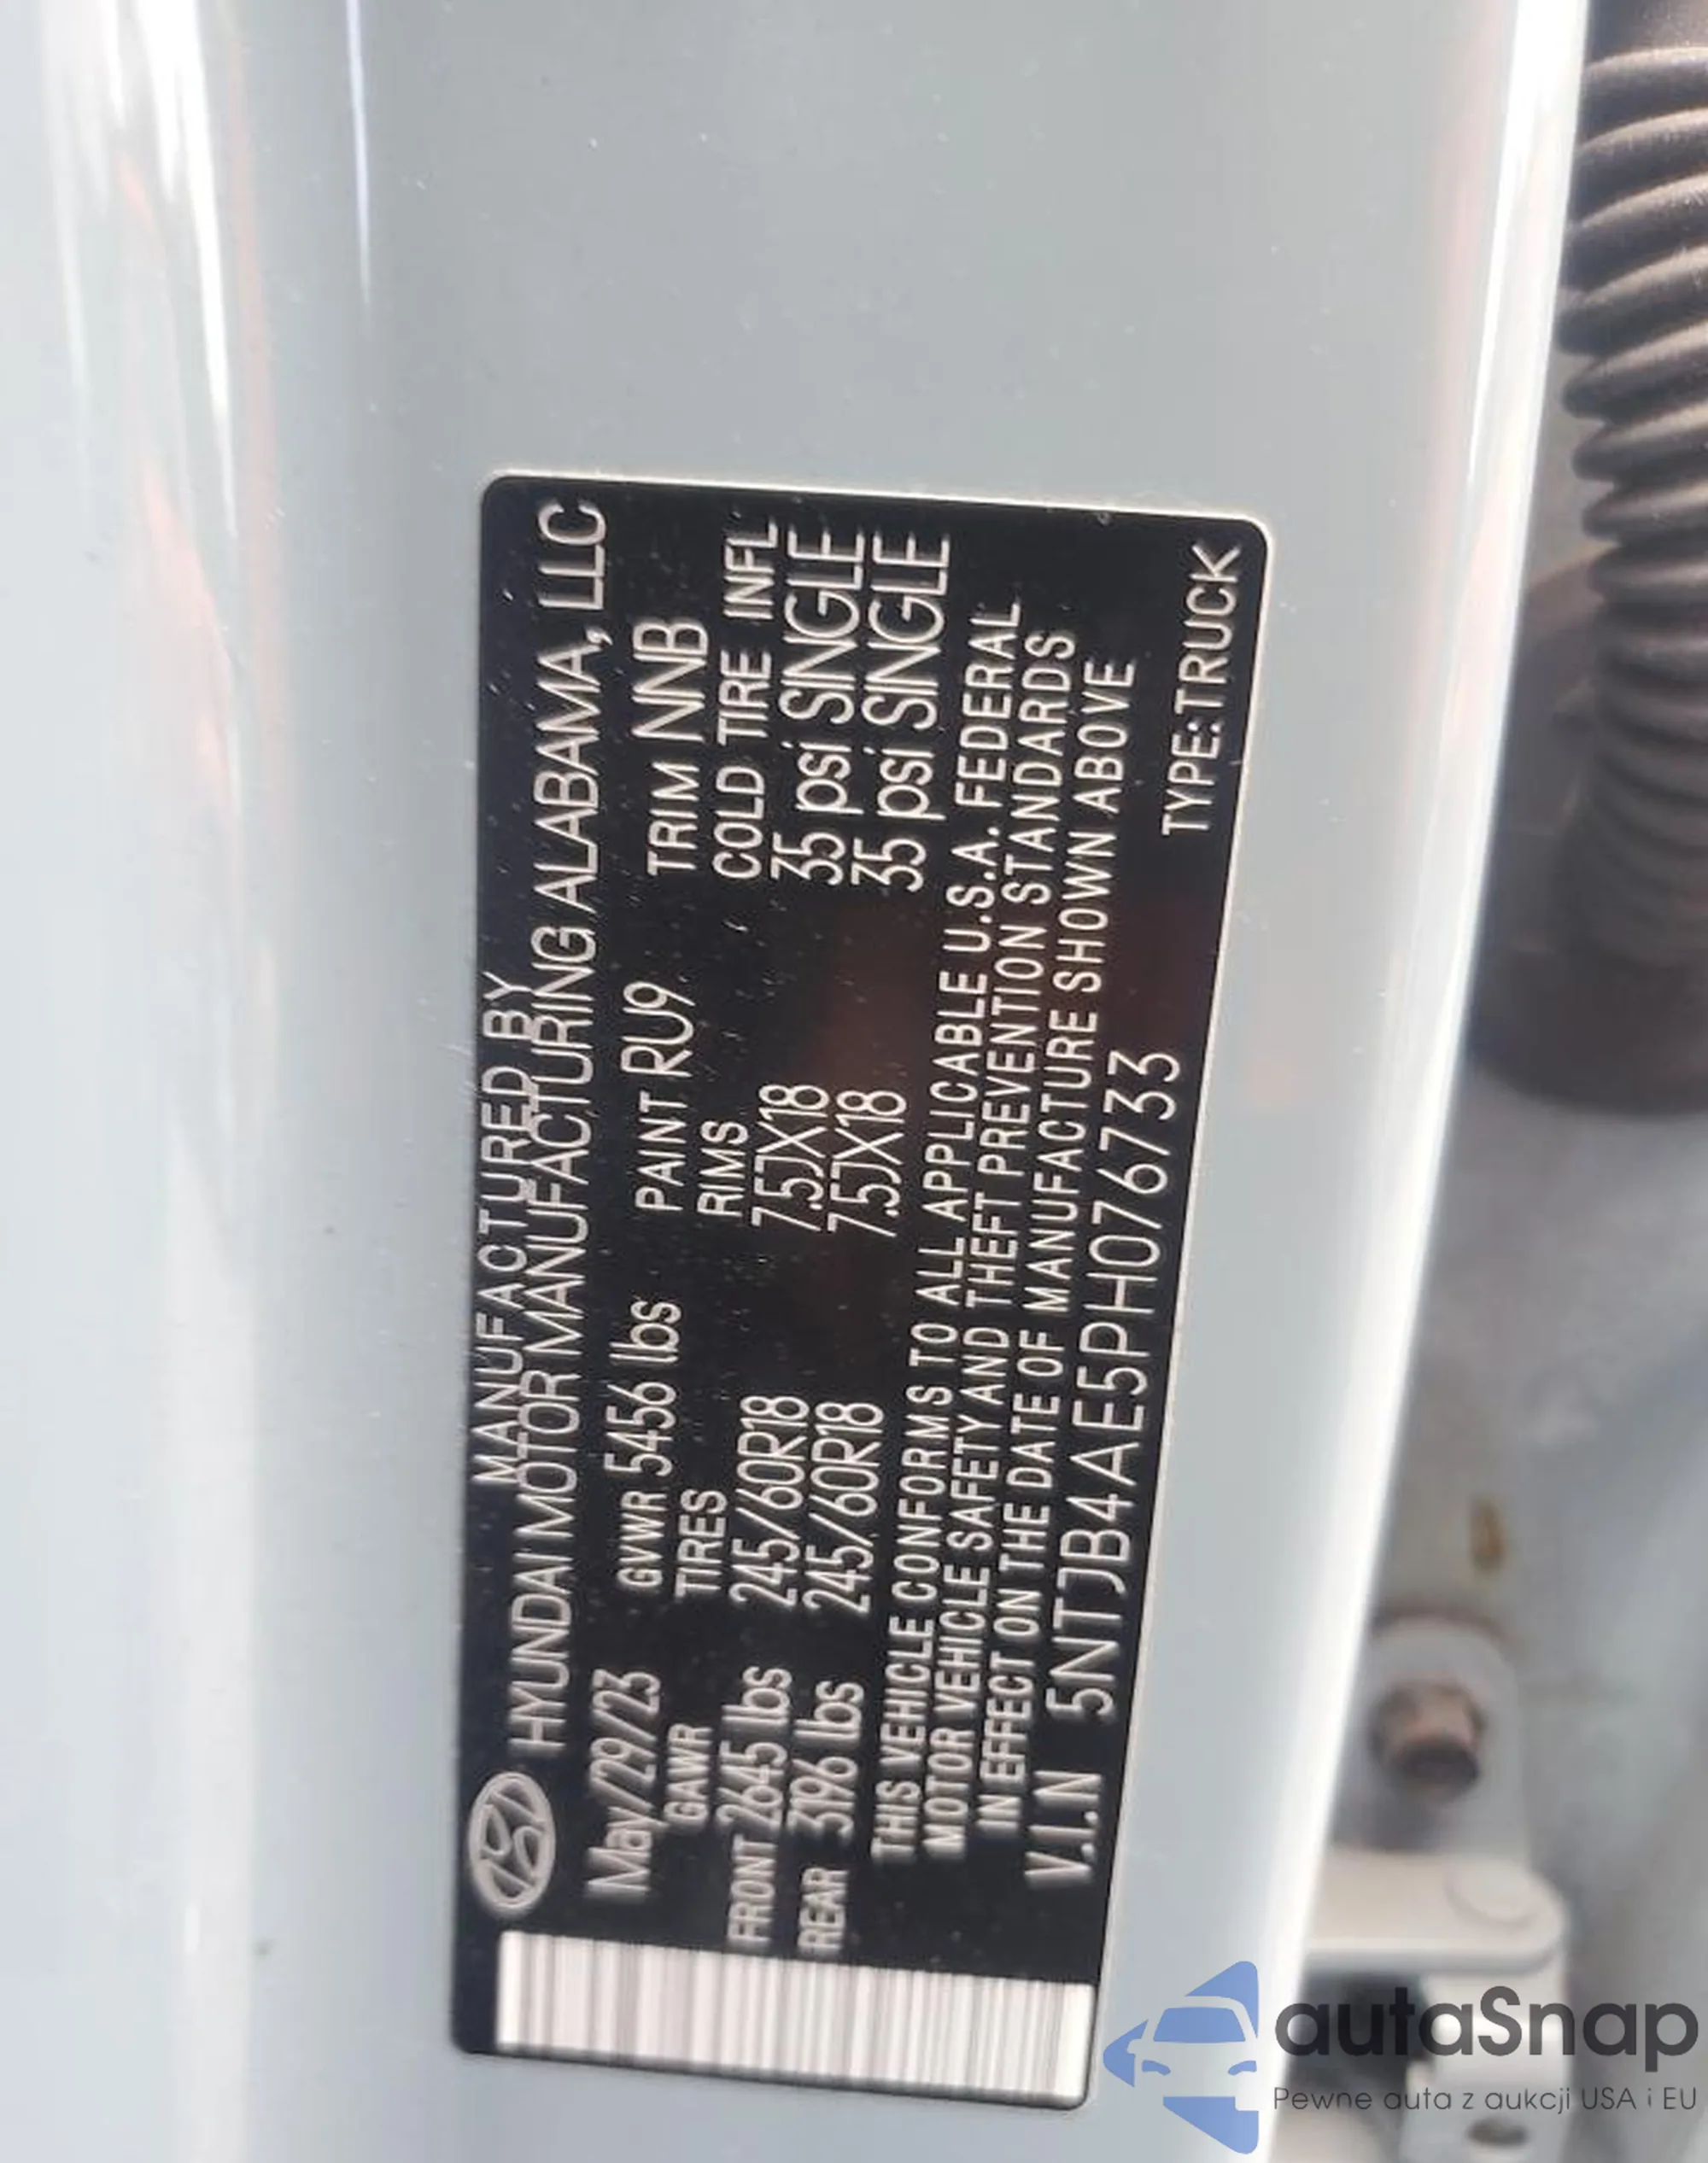 MANUFACTURED BY
HYUNDAI MOTOR MANUFACTURING ALABAMA, LLC
May/29/23 GVWR 5456 lbs PAINT RU9 TRIM NNB
GAWR TIRES RIMS COLD TIRE INFL
FRONT 2645 lbs 245/60R18 7.5JX18 35 psi SINGLE
REAR 3196 lbs 245/60R18 7.5JX18 35 psi SINGLE
THIS VEHICLE CONFORMS TO ALL APPLICABLE U.S.A. FEDERAL
MOTOR VEHICLE SAFETY AND THEFT PREVENTION STANDARDS
IN EFFECT ON THE DATE OF MANUFACTURE SHOWN ABOVE
V.I.N 5NTJB4AE5PH076733
TYPE:TRUCK
autaSnap
Pewne auta z aukcji USA i EU